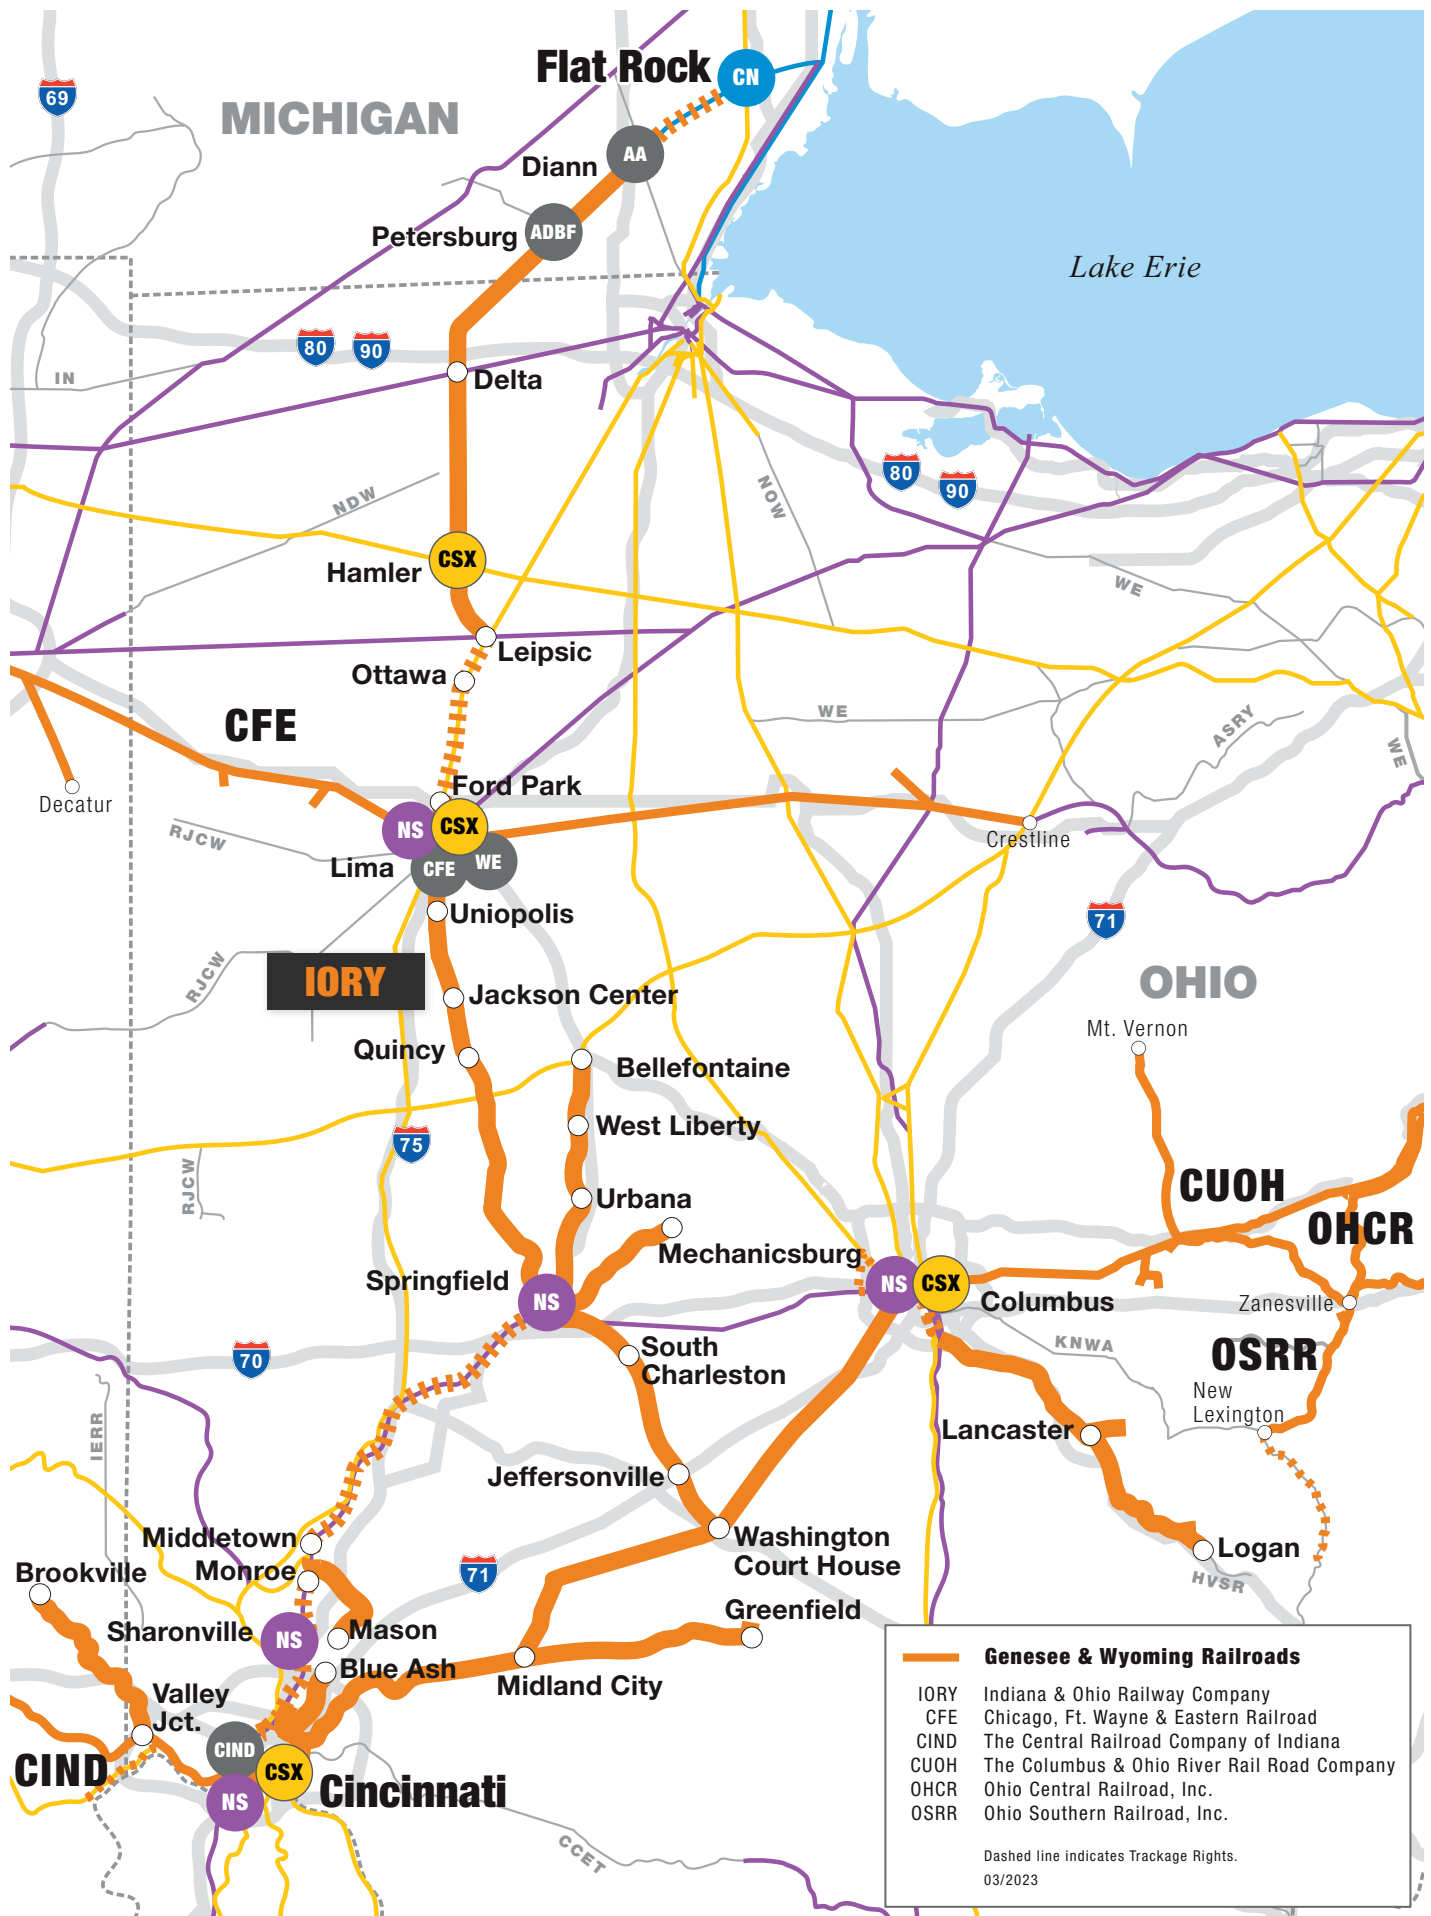 Flat Rock
CN
69
MICHIGAN
AA
Diann
ADBF
Petersburg
Lake Erie
80
90
IN
Delta
80
90
NDW
NOW
CSX
Hamler
WE
Leipsic
Ottawa
CFE
WE
ASRY
WE
Ford Park
Decatur
NS
CSX
RJCW
Crestline
Lima
CFE
WE
Uniopolis
71
RJCW
IORY
OHIO
Jackson Center
Mt. Vernon
Quincy
Bellefontaine
West Liberty
75
RJCW
CUOH
Urbana
OHCR
Mechanicsburg
Springfield
NS
NS
CSX
Columbus
Zanesville
KNWA
OSRR
South
Charleston
70
New
Lexington
IERR
Lancaster
Jeffersonville
Middletown
Washington
Court House
Logan
Monroe
Brookville
71
HVSR
Greenfield
Sharonville
NS
Mason
Blue Ash
Midland City
Valley
Jct.
CIND
CIND
CSX
NS
Cincinnati
CCET
Genesee & Wyoming Railroads
IORY Indiana & Ohio Railway Company
CFE Chicago, Ft. Wayne & Eastern Railroad
CIND The Central Railroad Company of Indiana
CUOH The Columbus & Ohio River Rail Road Company
OHCR Ohio Central Railroad, Inc.
OSRR Ohio Southern Railroad, Inc.
Dashed line indicates Trackage Rights.
03/2023